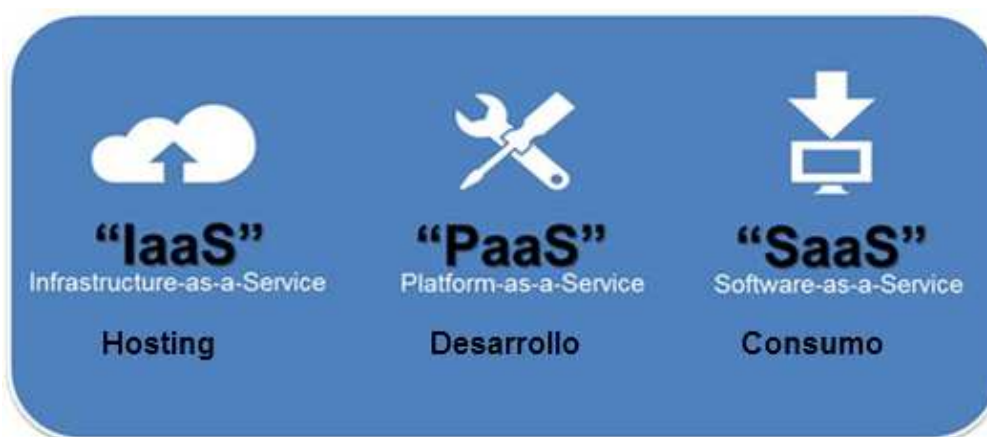 “IaaS”
Infrastructure-as-a-Service
Hosting
“PaaS”
Platform-as-a-Service
Desarrollo
“SaaS”
Software-as-a-Service
Consumo